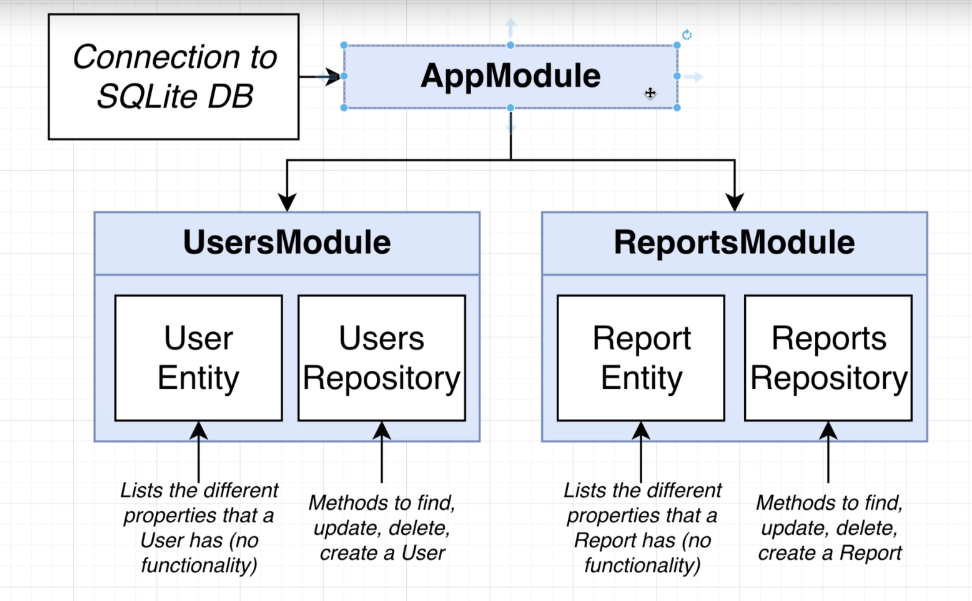 Connection to
SQLite DB
AppModule
UsersModule
User
Entity
Users
Repository
ReportsModule
Report
Entity
Reports
Repository
Lists the different
properties that a
User has (no
functionality)
Methods to find,
update, delete,
create a User
Lists the different
properties that a
Report has (no
functionality)
Methods to find,
update, delete,
create a Report